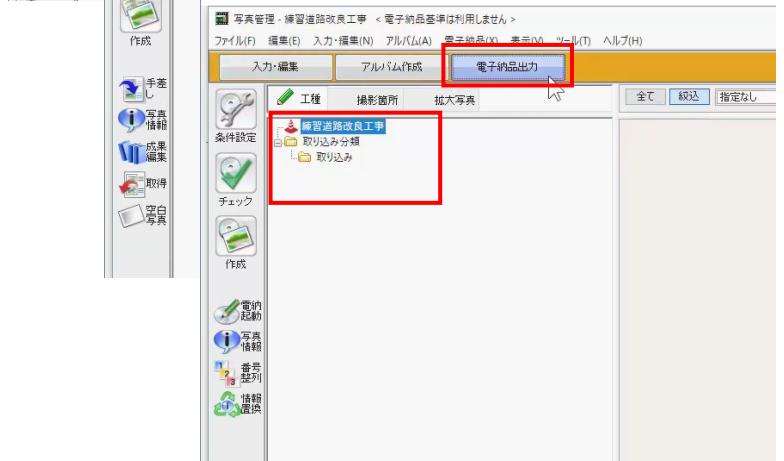 作成
手差し
写真情報
成果編集
取得
空白写真
写真管理 - 練習道路改良工事 < 電子納品基準は利用しません >
ファイル(F) 編集(E) 入力・編集(N) アルバム(A) 電子納品(X) 表示(V) ツール(T) ヘルプ(H)
入力・編集 アルバム作成 電子納品出力
工種 撮影箇所 拡大写真
全て 絞込 指定なし
条件設定
チェック
作成
電納起動
写真情報
番号整列
情報置換
練習道路改良工事
取り込み分類
取り込み